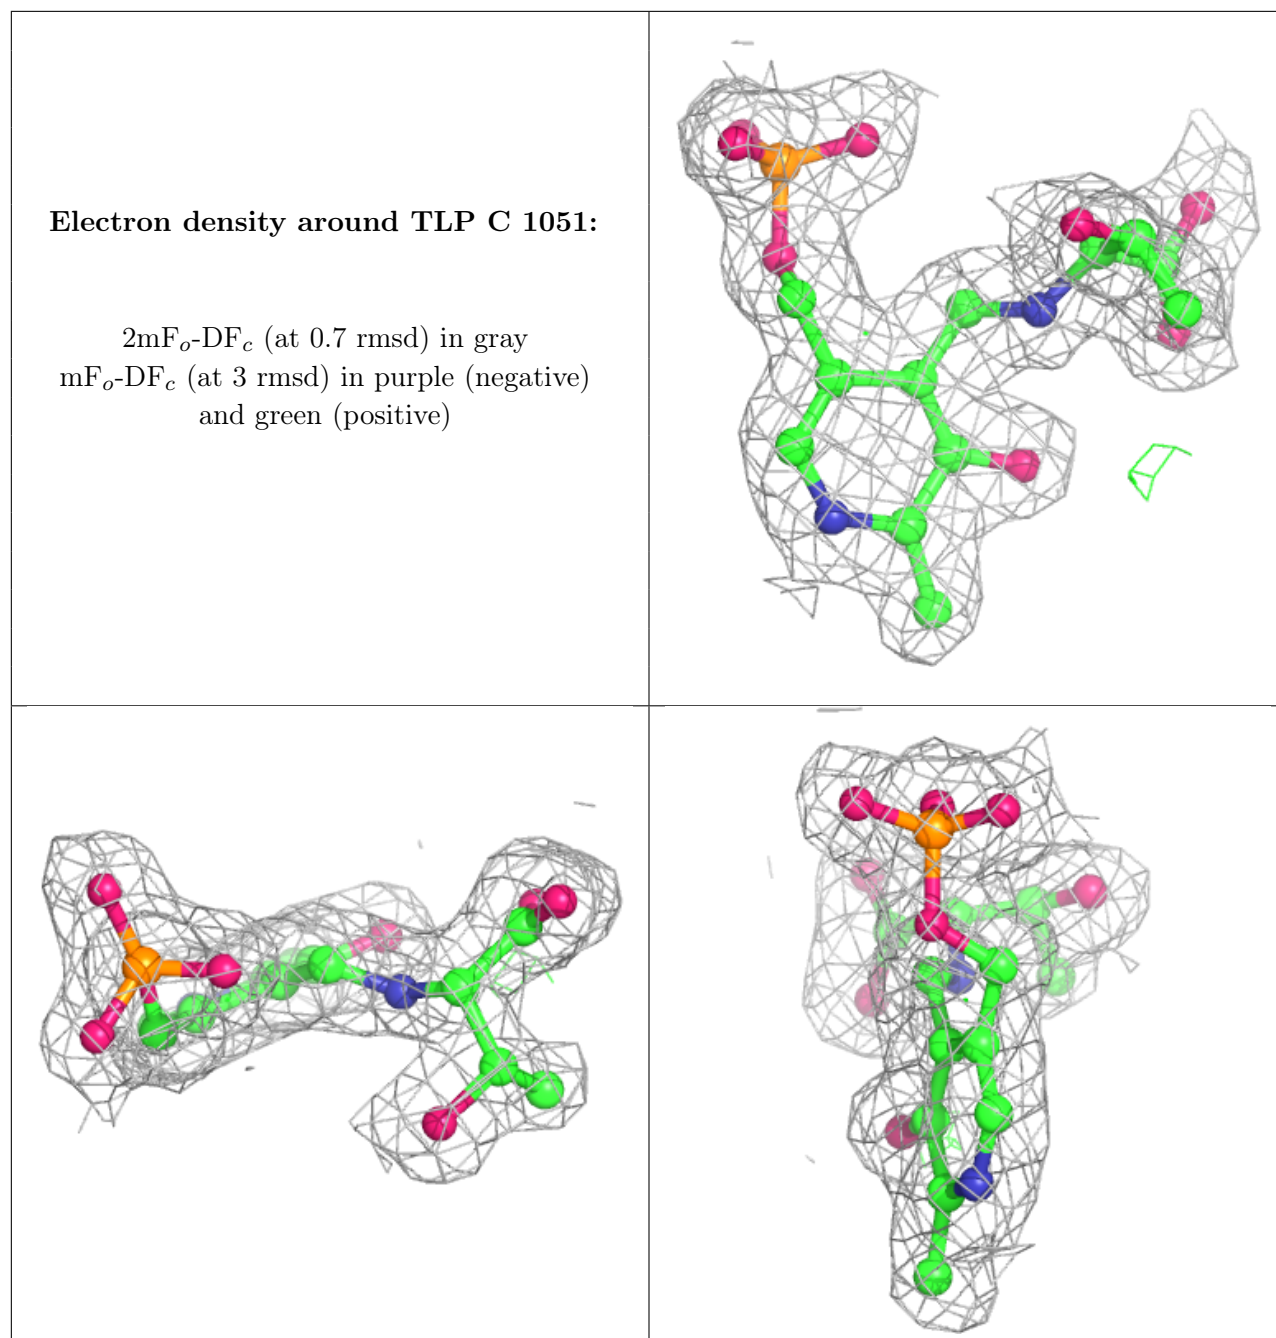 Electron density around TLP C 1051:
2mFo-DFc (at 0.7 rmsd) in gray
mFo-DFc (at 3 rmsd) in purple (negative)
and green (positive)